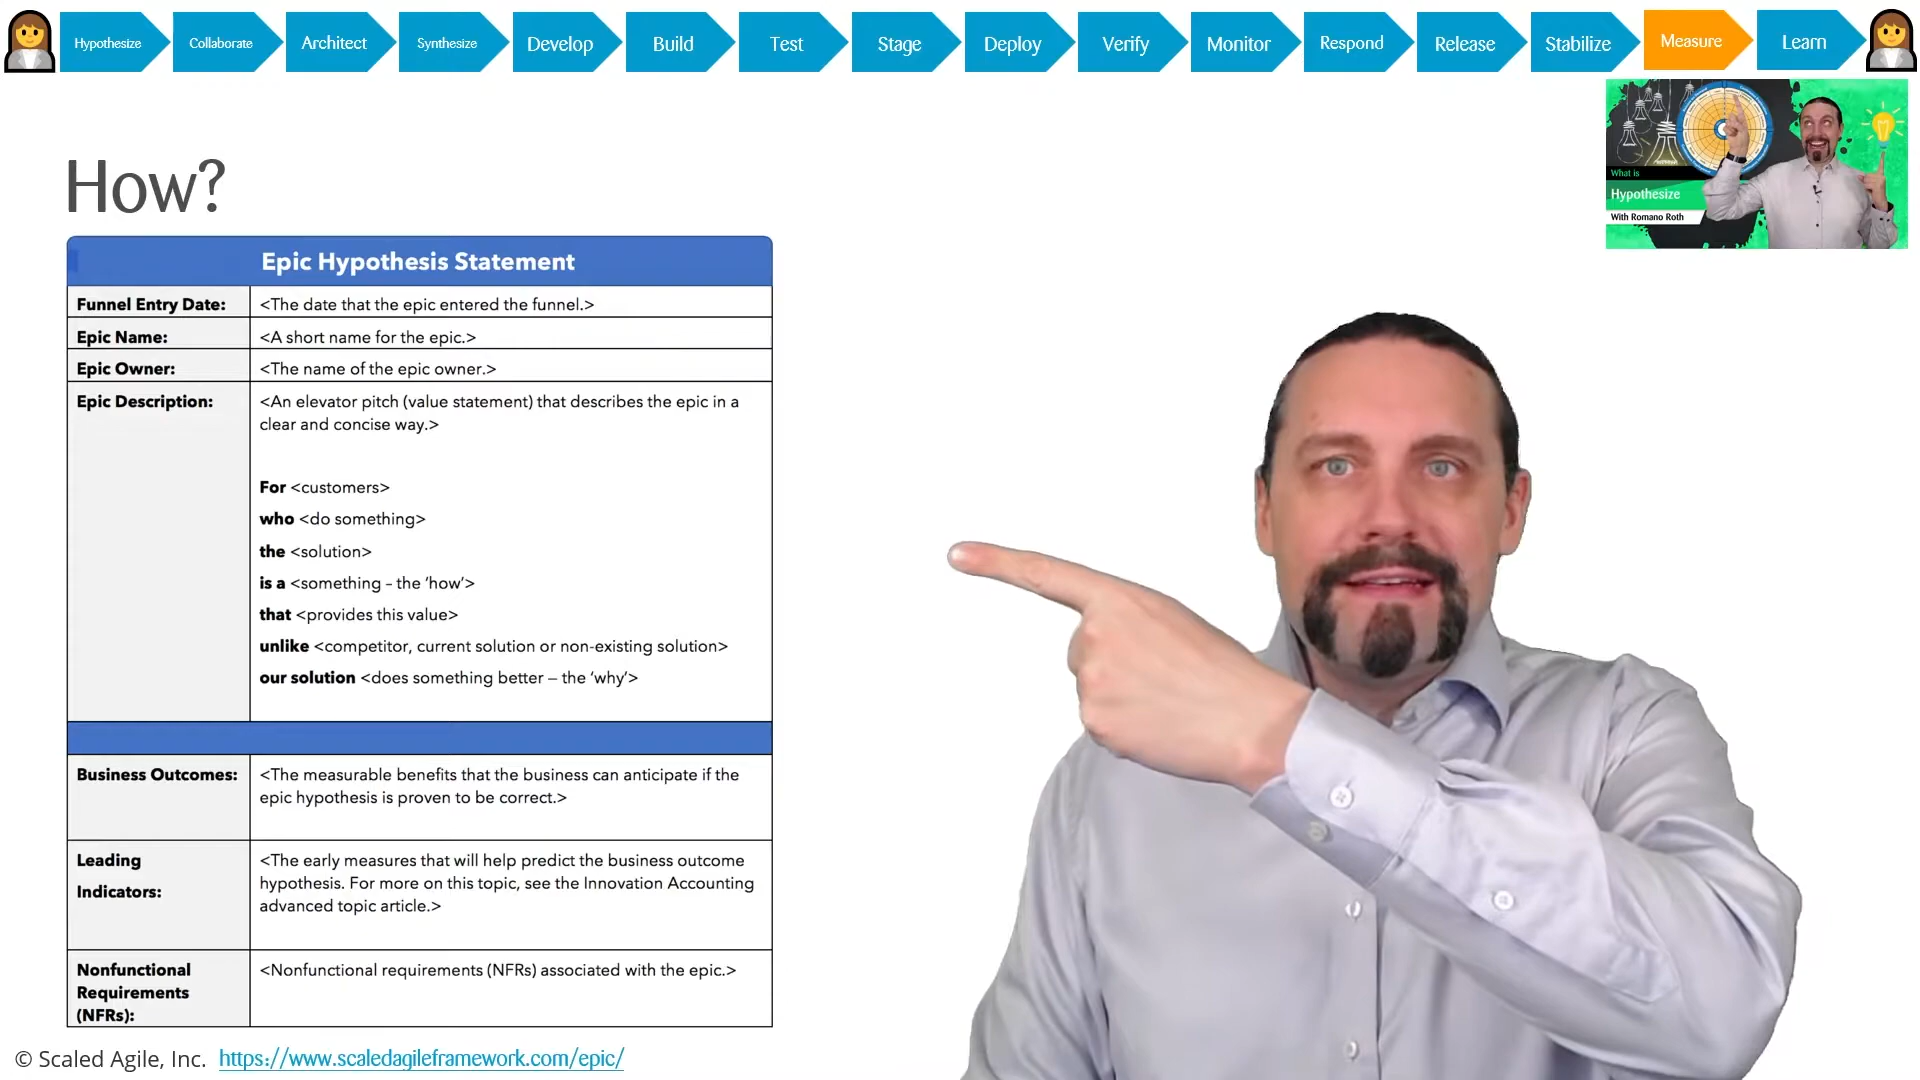 Hypothesize
Collaborate
Architect
Synthesize
Develop
Build
Test
Stage
Deploy
Verify
Monitor
Respond
Release
Stabilize
Measure
Learn
What is
Hypothesize
With Romano Roth
How?
Epic Hypothesis Statement
Funnel Entry Date: <The date that the epic entered the funnel.>
Epic Name: <A short name for the epic.>
Epic Owner: <The name of the epic owner.>
Epic Description: <An elevator pitch (value statement) that describes the epic in a
clear and concise way.>
For <customers>
who <do something>
the <solution>
is a <something – the ‘how’>
that <provides this value>
unlike <competitor, current solution or non-existing solution>
our solution <does something better — the ‘why’>
Business Outcomes: <The measurable benefits that the business can anticipate if the
epic hypothesis is proven to be correct.>
Leading
Indicators:
<The early measures that will help predict the business outcome
hypothesis. For more on this topic, see the Innovation Accounting
advanced topic article.>
Nonfunctional
Requirements
(NFRs):
<Nonfunctional requirements (NFRs) associated with the epic.>
© Scaled Agile, Inc. https://www.scaledagileframework.com/epic/